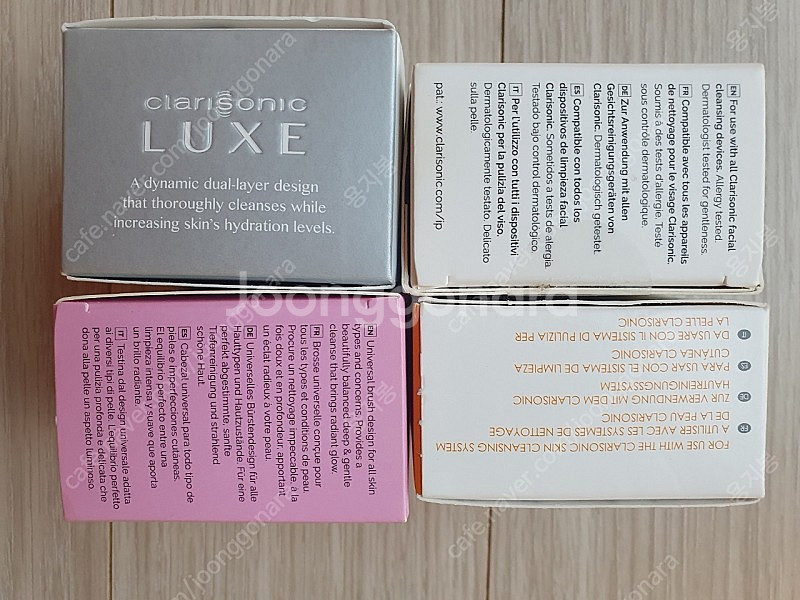 clarisonic
LUXE
A dynamic dual-layer design
that thoroughly cleanses while
increasing skin's hydration levels.
EN For use with all Clarisonic facial
cleansing devices. Allergy tested.
Dermatologist tested for gentleness.
FR Compatible avec tous les appareils
de nettoyage pour le visage Clarisonic.
Soumis à des tests d'allergie. Testé
sous contrôle dermatologique.
DE Zur Anwendung mit allen
Gesichtsreinigungsgeräten von
Clarisonic. Dermatologisch getestet.
ES Compatible con todos los
dispositivos de limpieza facial
Clarisonic. Sometidos a tests de alergia.
Testado bajo control dermatológico.
IT Per l'utilizzo con tutti i dispositivi
Clarisonic per la pulizia del viso.
Dermatologicamente testato. Delicato
sulla pelle.
pat.: www.clarisonic.com/ip
EN Universal brush design for all skin
types and concerns. Provides a
beautifully balanced deep & gentle
cleanse that brings radiant glow.
FR Brosse universelle conçue pour
tous les types et conditions de peau.
Procure un nettoyage impeccable, à la
fois doux et en profondeur, apportant
un éclat radieux à votre peau.
DE Universelles Bürstendesign für alle
Hauttypen und Hautzustände. Für eine
perfekt abgestimmte, sanfte
Tiefenreinigung und strahlend
schöne Haut.
ES Cabezal universal para todo tipo de
pieles e imperfecciones cutáneas.
El equilibrio perfecto entre una
limpieza intensa y suave que aporta
un brillo radiante.
IT Testina dal design universale adatta
ai diversi tipi di pelle. L'equilibrio perfetto
per una pulizia profonda e delicata che
dona alla pelle un aspetto luminoso.
FOR USE WITH THE CLARISONIC SKIN CLEANSING SYSTEM
FR À UTILISER AVEC LES SYSTÈMES DE NETTOYAGE
DE LA PEAU CLARISONIC
DE ZUR VERWENDUNG MIT DEM CLARISONIC
HAUTREINIGUNGSSYSTEM
ES PARA USAR CON EL SISTEMA DE LIMPIEZA
CUTÁNEA CLARISONIC
IT DA USARE CON IL SISTEMA DI PULIZIA PER
LA PELLE CLARISONIC
Joonggonara
cafe.naver.com/joonggonara
용지봉